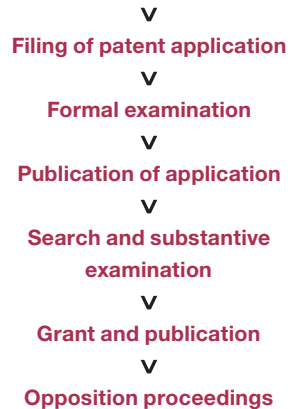 v
Filing of patent application
v
Formal examination
v
Publication of application
v
Search and substantive
examination
v
Grant and publication
v
Opposition proceedings